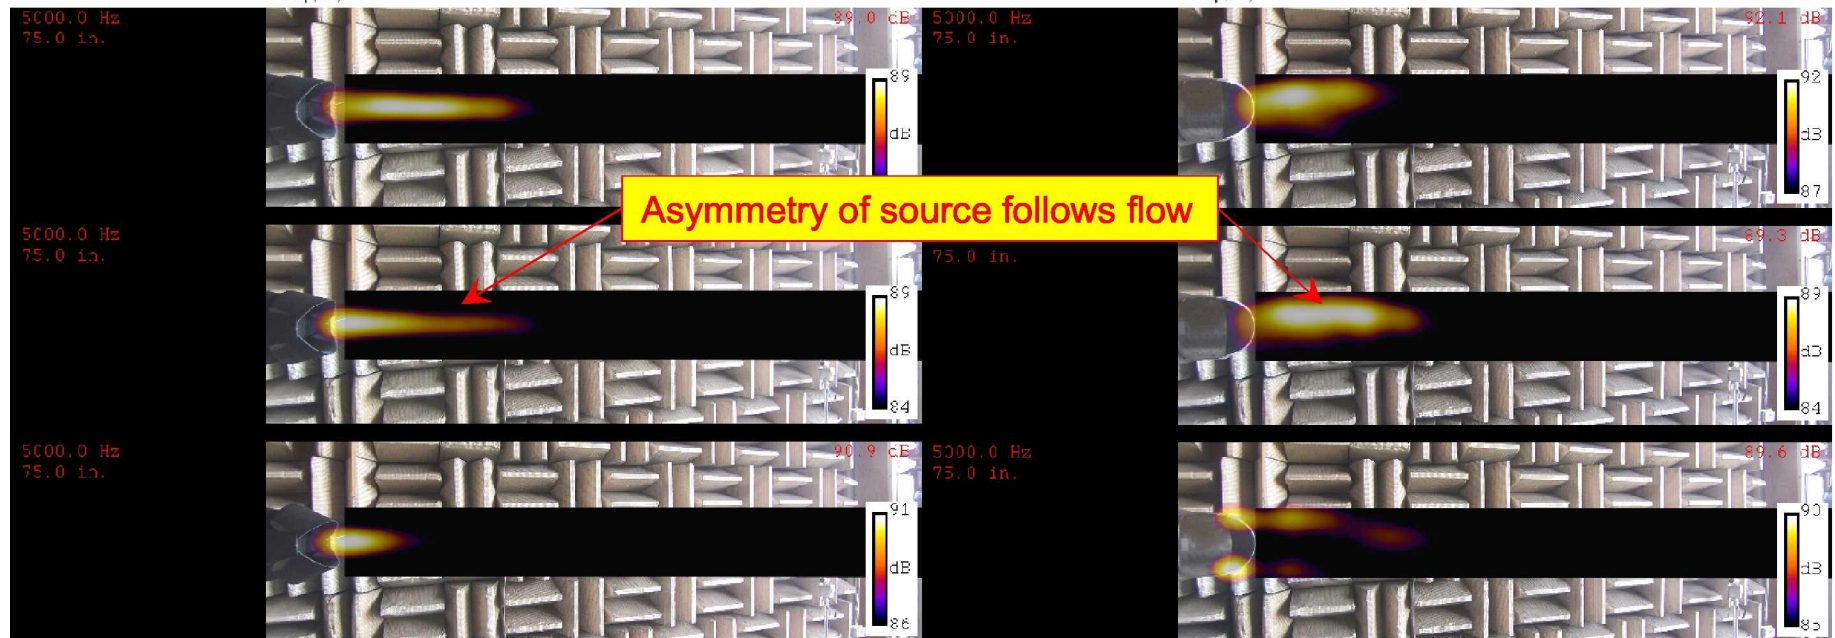 5000.0 Hz
75.0 in.
89.0 dB
89
dB
5000.0 Hz
75.0 in.
92.1 dB
92
dB
87
Asymmetry of source follows flow
5000.0 Hz
75.0 in.
89
dB
84
75.0 in.
89.3 dB
89
dB
84
5000.0 Hz
75.0 in.
90.9 dB
91
dB
86
5000.0 Hz
75.0 in.
89.6 dB
90
dB
85